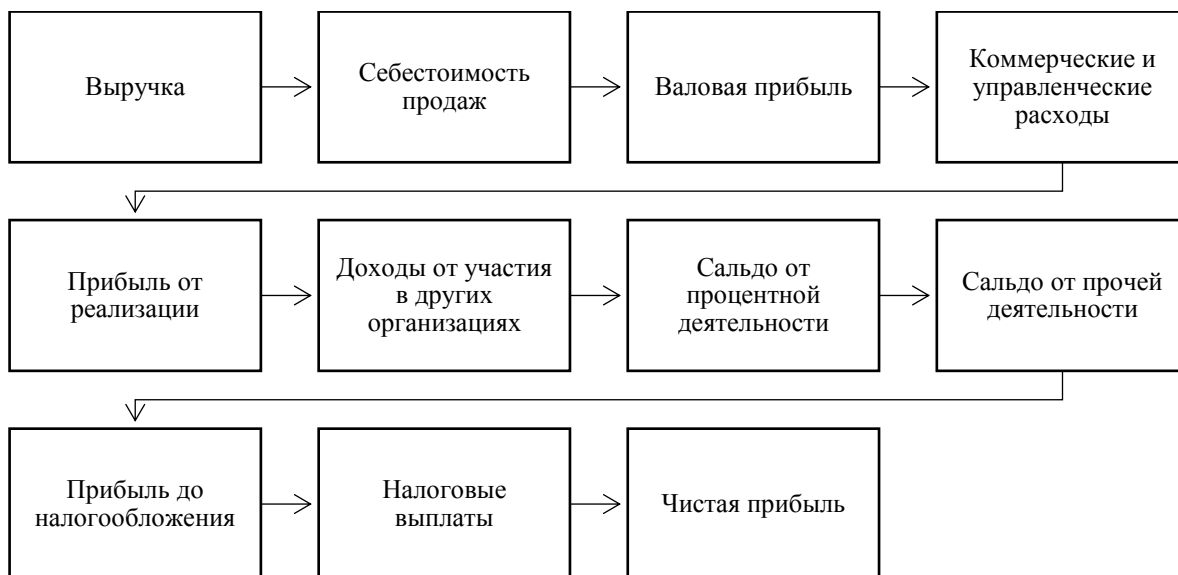 Выручка
Себестоимость
продаж
Валовая прибыль
Коммерческие и
управленческие
расходы
Прибыль от
реализации
Доходы от участия
в других
организациях
Сальдо от
процентной
деятельности
Сальдо от прочей
деятельности
Прибыль до
налогообложения
Налоговые
выплаты
Чистая прибыль